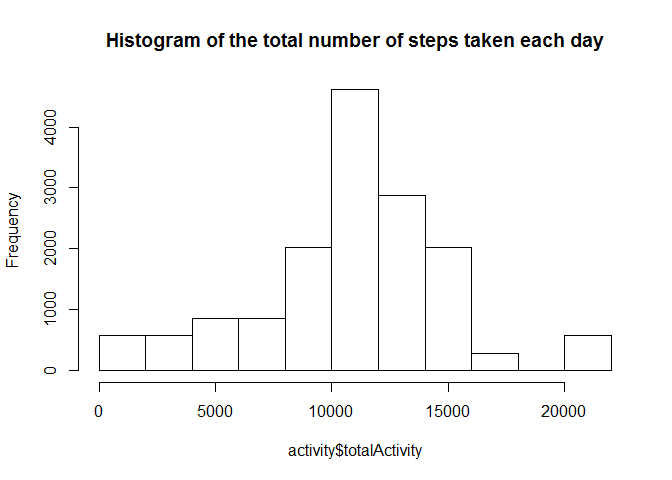 Histogram of the total number of steps taken each day
Frequency
4000
3000
2000
1000
0
0 5000 10000 15000 20000
activity$totalActivity